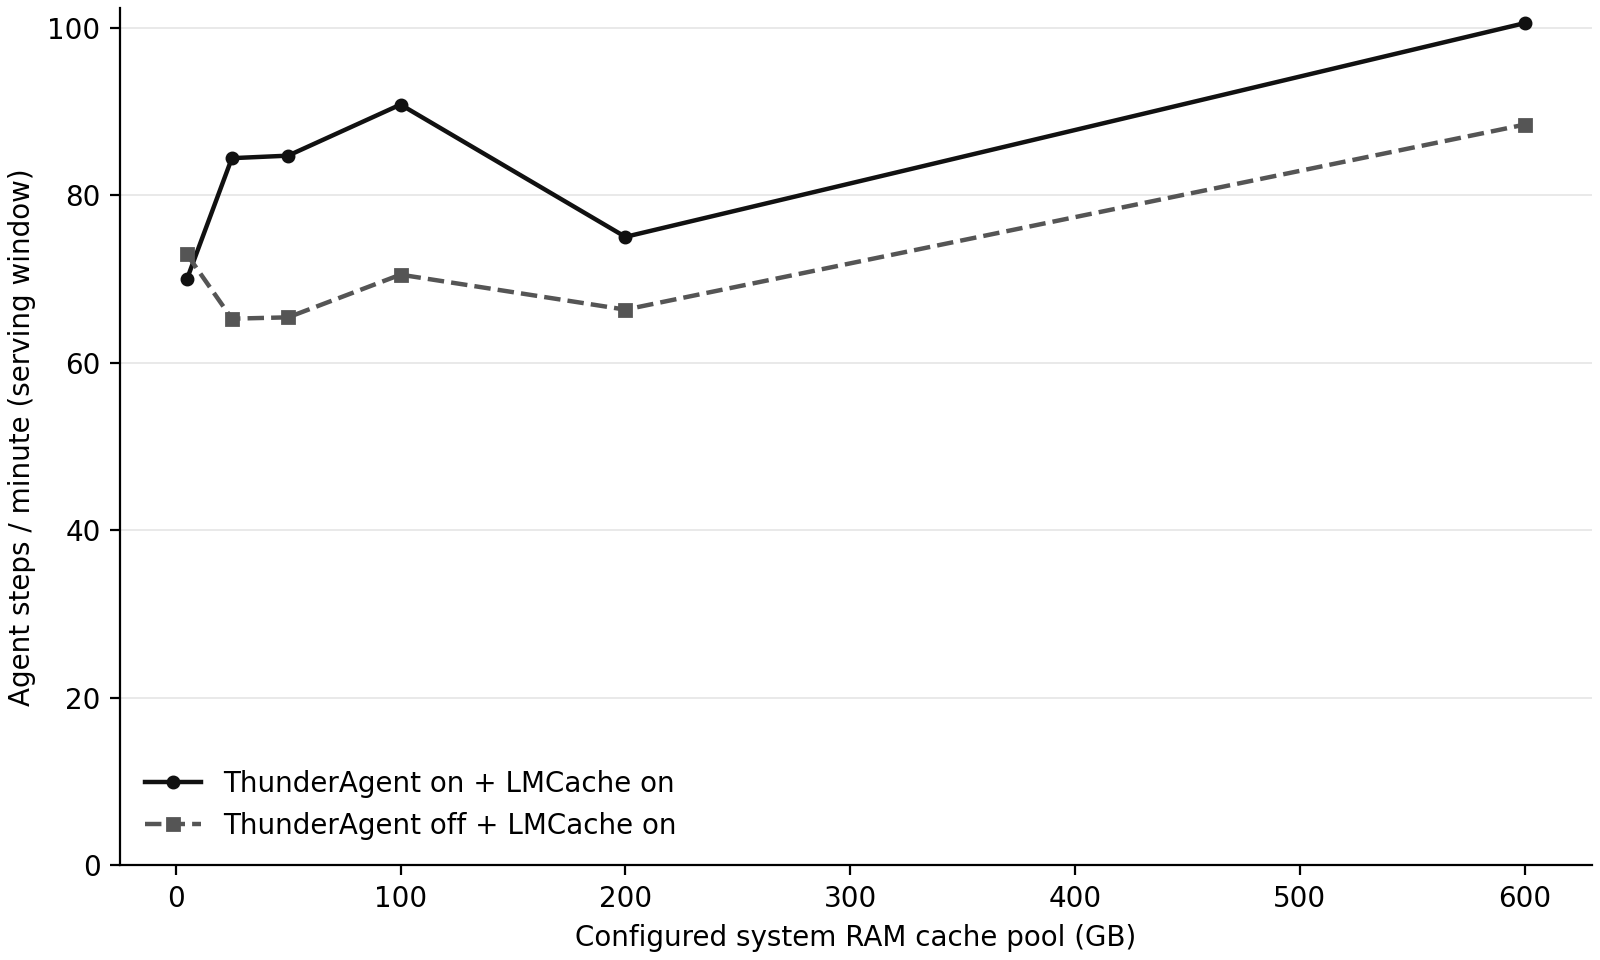 100
80
60
40
20
0
Agent steps / minute (serving window)
ThunderAgent on + LMCache on
ThunderAgent off + LMCache on
0 100 200 300 400 500 600
Configured system RAM cache pool (GB)